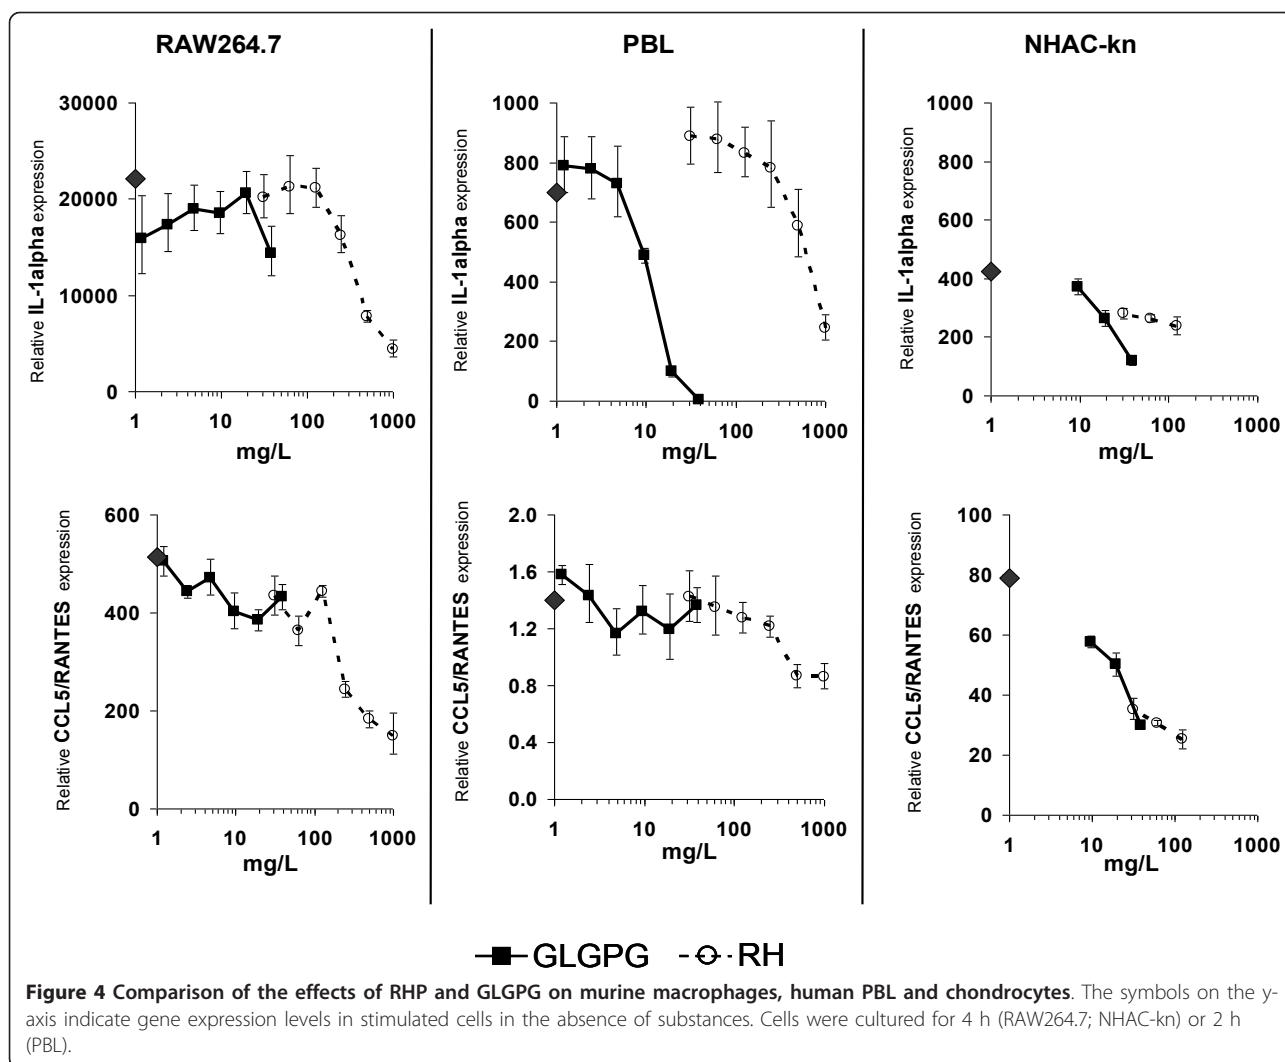 RAW264.7
PBL
NHAC-kn
Relative IL-1alpha expression
30000
20000
10000
0
1 10 100 1000
mg/L
Relative IL-1alpha expression
1000
800
600
400
200
0
1 10 100 1000
mg/L
Relative IL-1alpha expression
1000
800
600
400
200
0
1 10 100 1000
mg/L
Relative CCL5/RANTES expression
600
400
200
0
1 10 100 1000
mg/L
Relative CCL5/RANTES expression
2.0
1.6
1.2
0.8
0.4
0.0
1 10 100 1000
mg/L
Relative CCL5/RANTES expression
100
80
60
40
20
0
1 10 100 1000
mg/L
GLGPG RH
Figure 4 Comparison of the effects of RHP and GLGPG on murine macrophages, human PBL and chondrocytes. The symbols on the y-
axis indicate gene expression levels in stimulated cells in the absence of substances. Cells were cultured for 4 h (RAW264.7; NHAC-kn) or 2 h
(PBL).